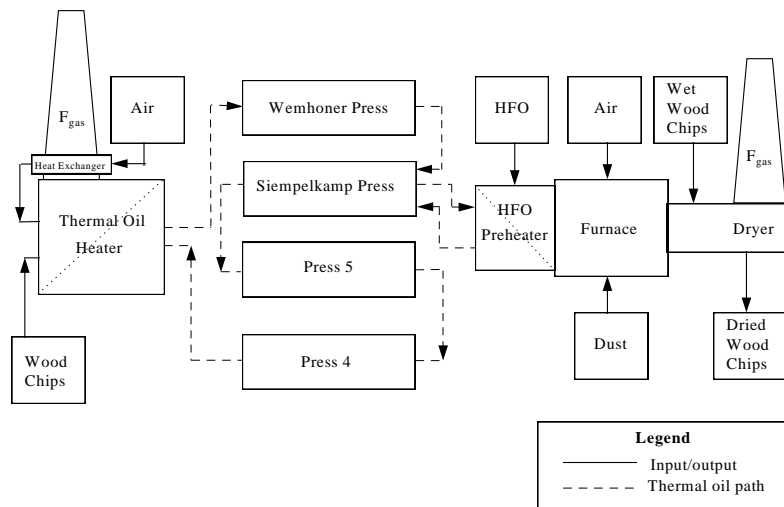 F gas
Air
Heat Exchanger
Thermal Oil
Heater
Wood
Chips
Wemhoner Press
Siempelkamp Press
Press 5
Press 4
HFO
HFO
Preheater
Air
Furnace
Dust
Wet
Wood
Chips
F gas
Dryer
Dried
Wood
Chips
Legend
Input/output
Thermal oil path